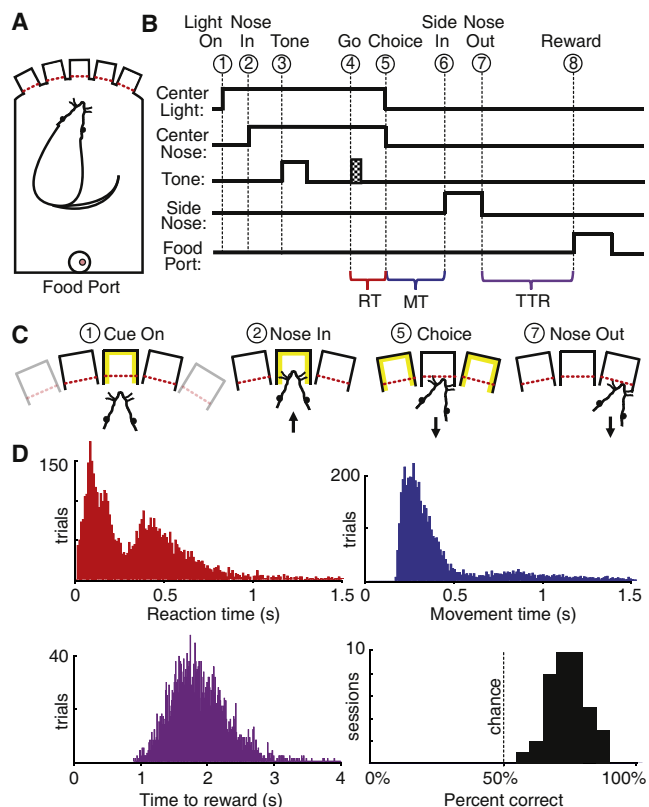 A
Food Port
B
Light On
Nose In
Tone
Go
Choice
Side In
Nose Out
Reward
1 2 3 4 5 6 7 8
Center Light:
Center Nose:
Tone:
Side Nose:
Food Port:
RT MT TTR
C
1 Cue On
2 Nose In
5 Choice
7 Nose Out
D
150
trials
0 0.5 1 1.5
Reaction time (s)
200
trials
0 0.5 1 1.5
Movement time (s)
40
trials
1 2 3 4
Time to reward (s)
10
sessions
chance
0% 50% 100%
Percent correct